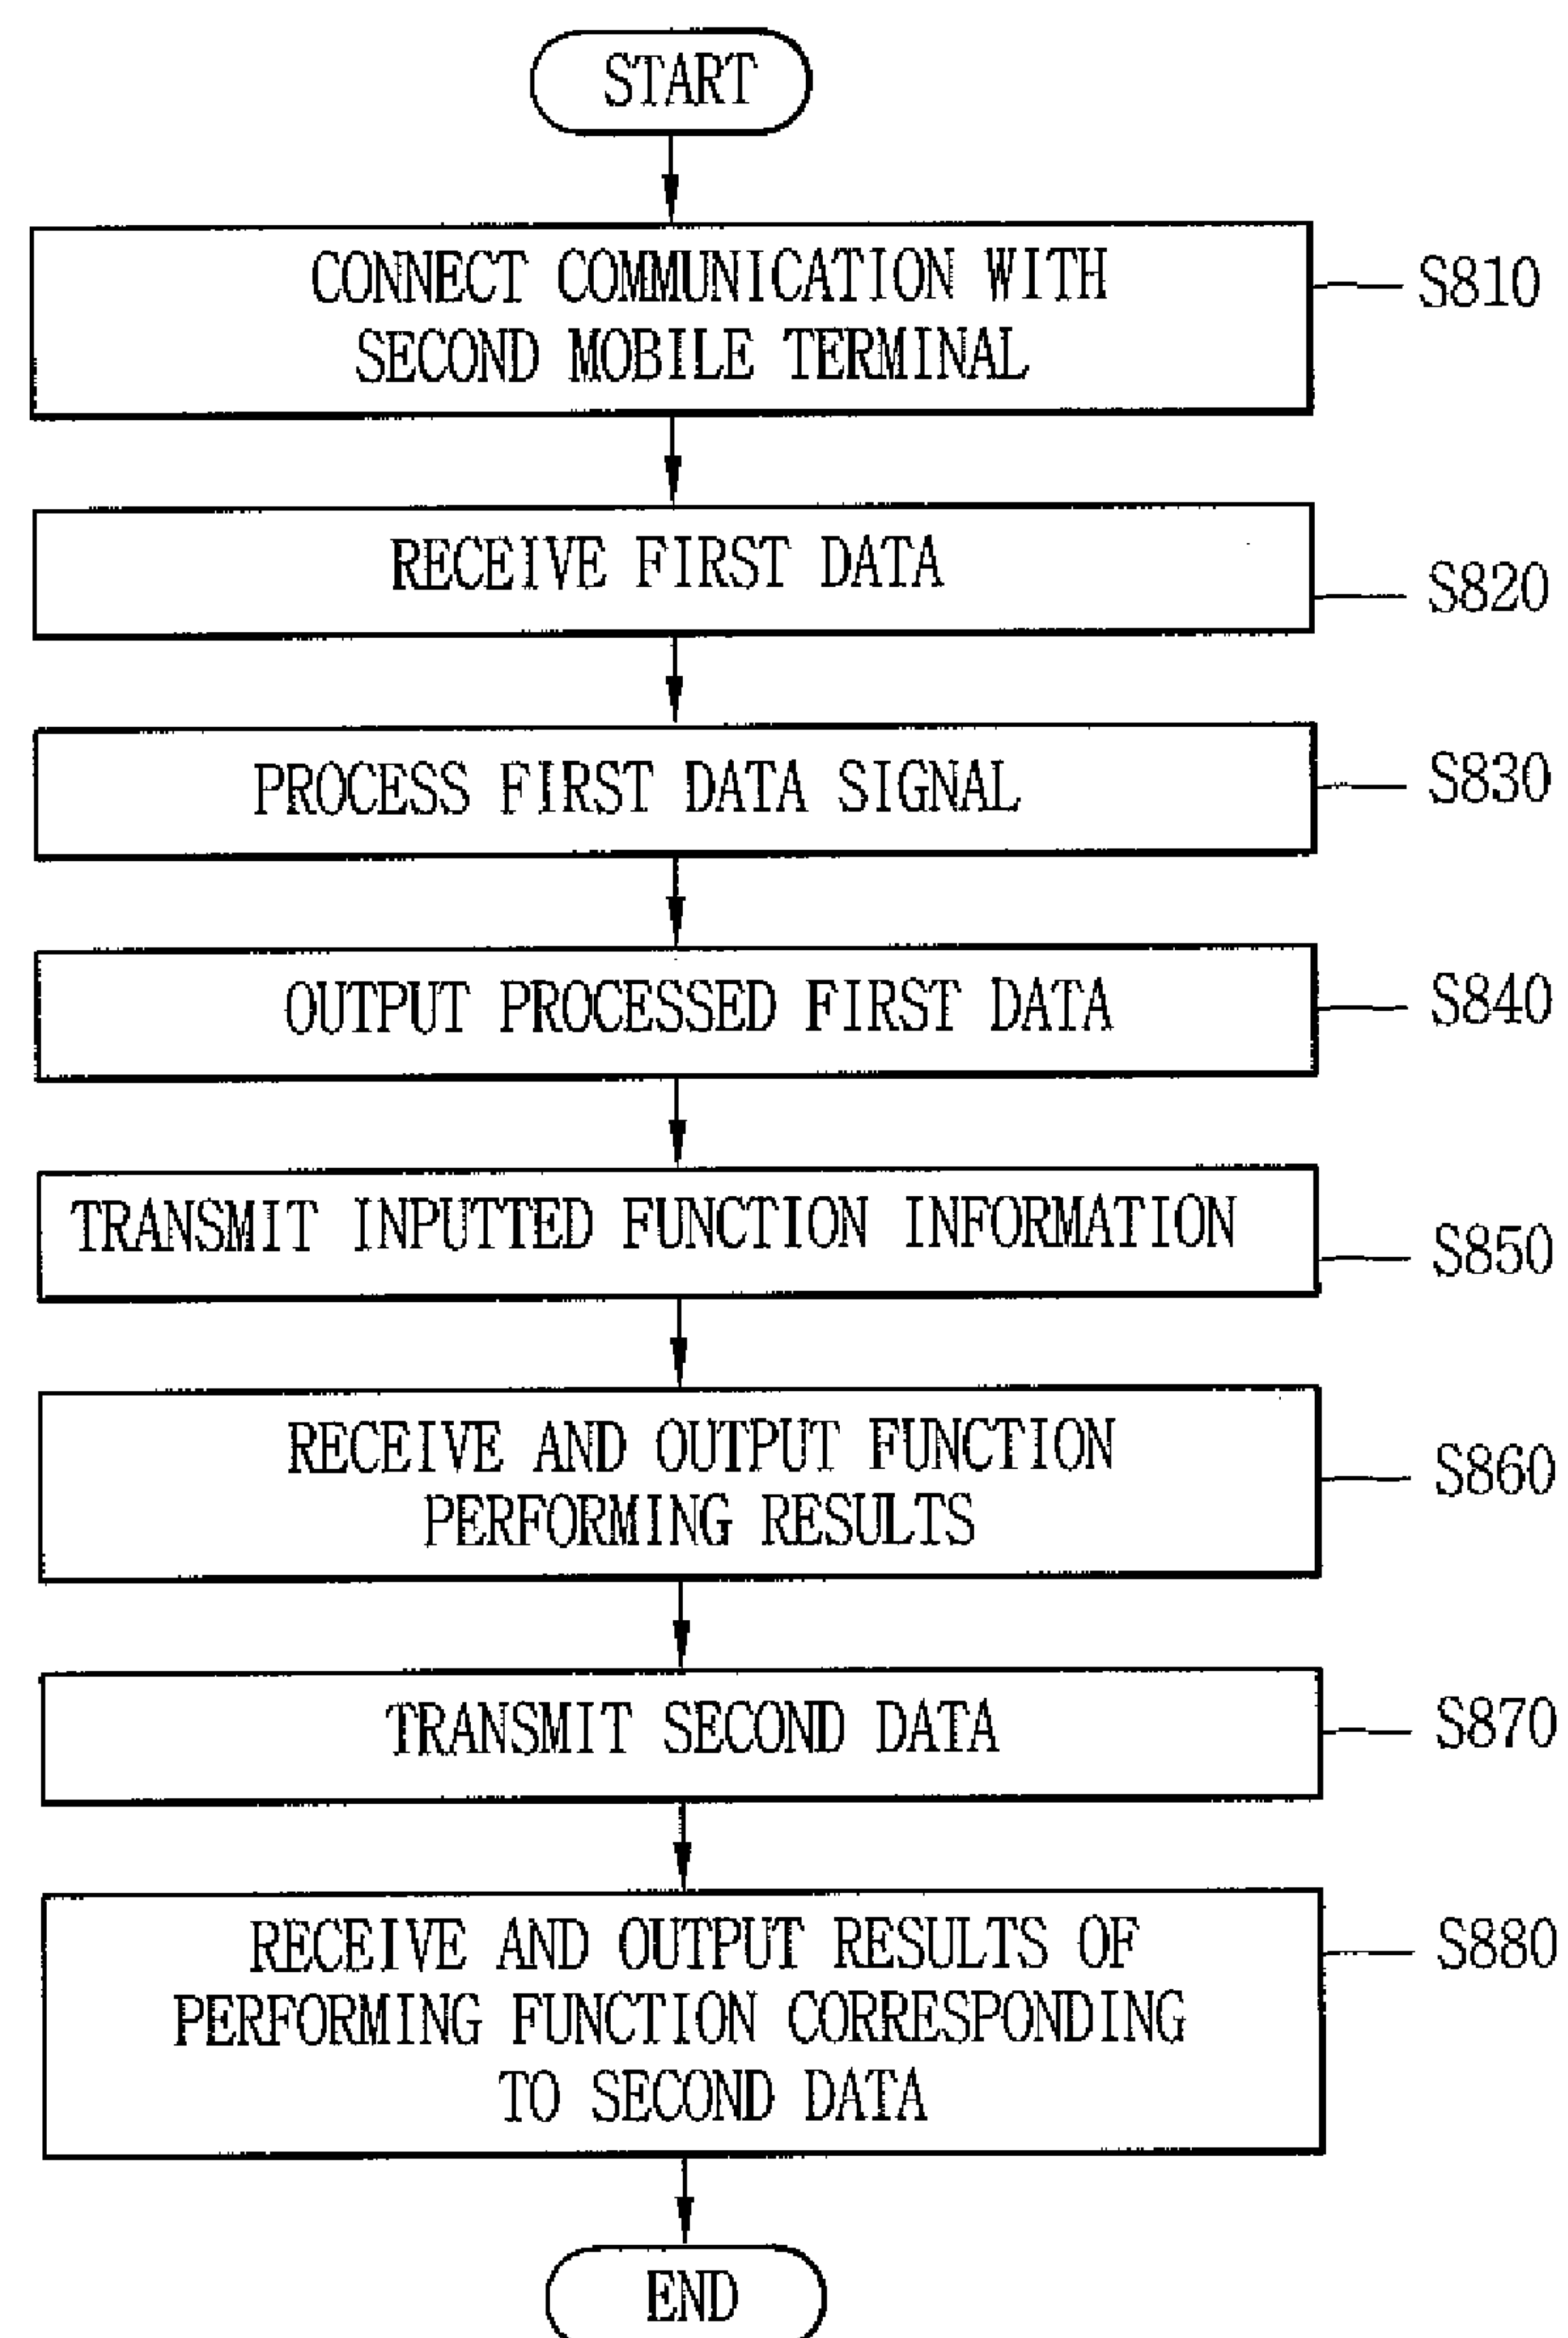 START
CONNECT COMMUNICATION WITH
SECOND MOBILE TERMINAL
S810
RECEIVE FIRST DATA
S820
PROCESS FIRST DATA SIGNAL
S830
OUTPUT PROCESSED FIRST DATA
S840
TRANSMIT INPUTTED FUNCTION INFORMATION
S850
RECEIVE AND OUTPUT FUNCTION
PERFORMING RESULTS
S860
TRANSMIT SECOND DATA
S870
RECEIVE AND OUTPUT RESULTS OF
PERFORMING FUNCTION CORRESPONDING
TO SECOND DATA
S880
END